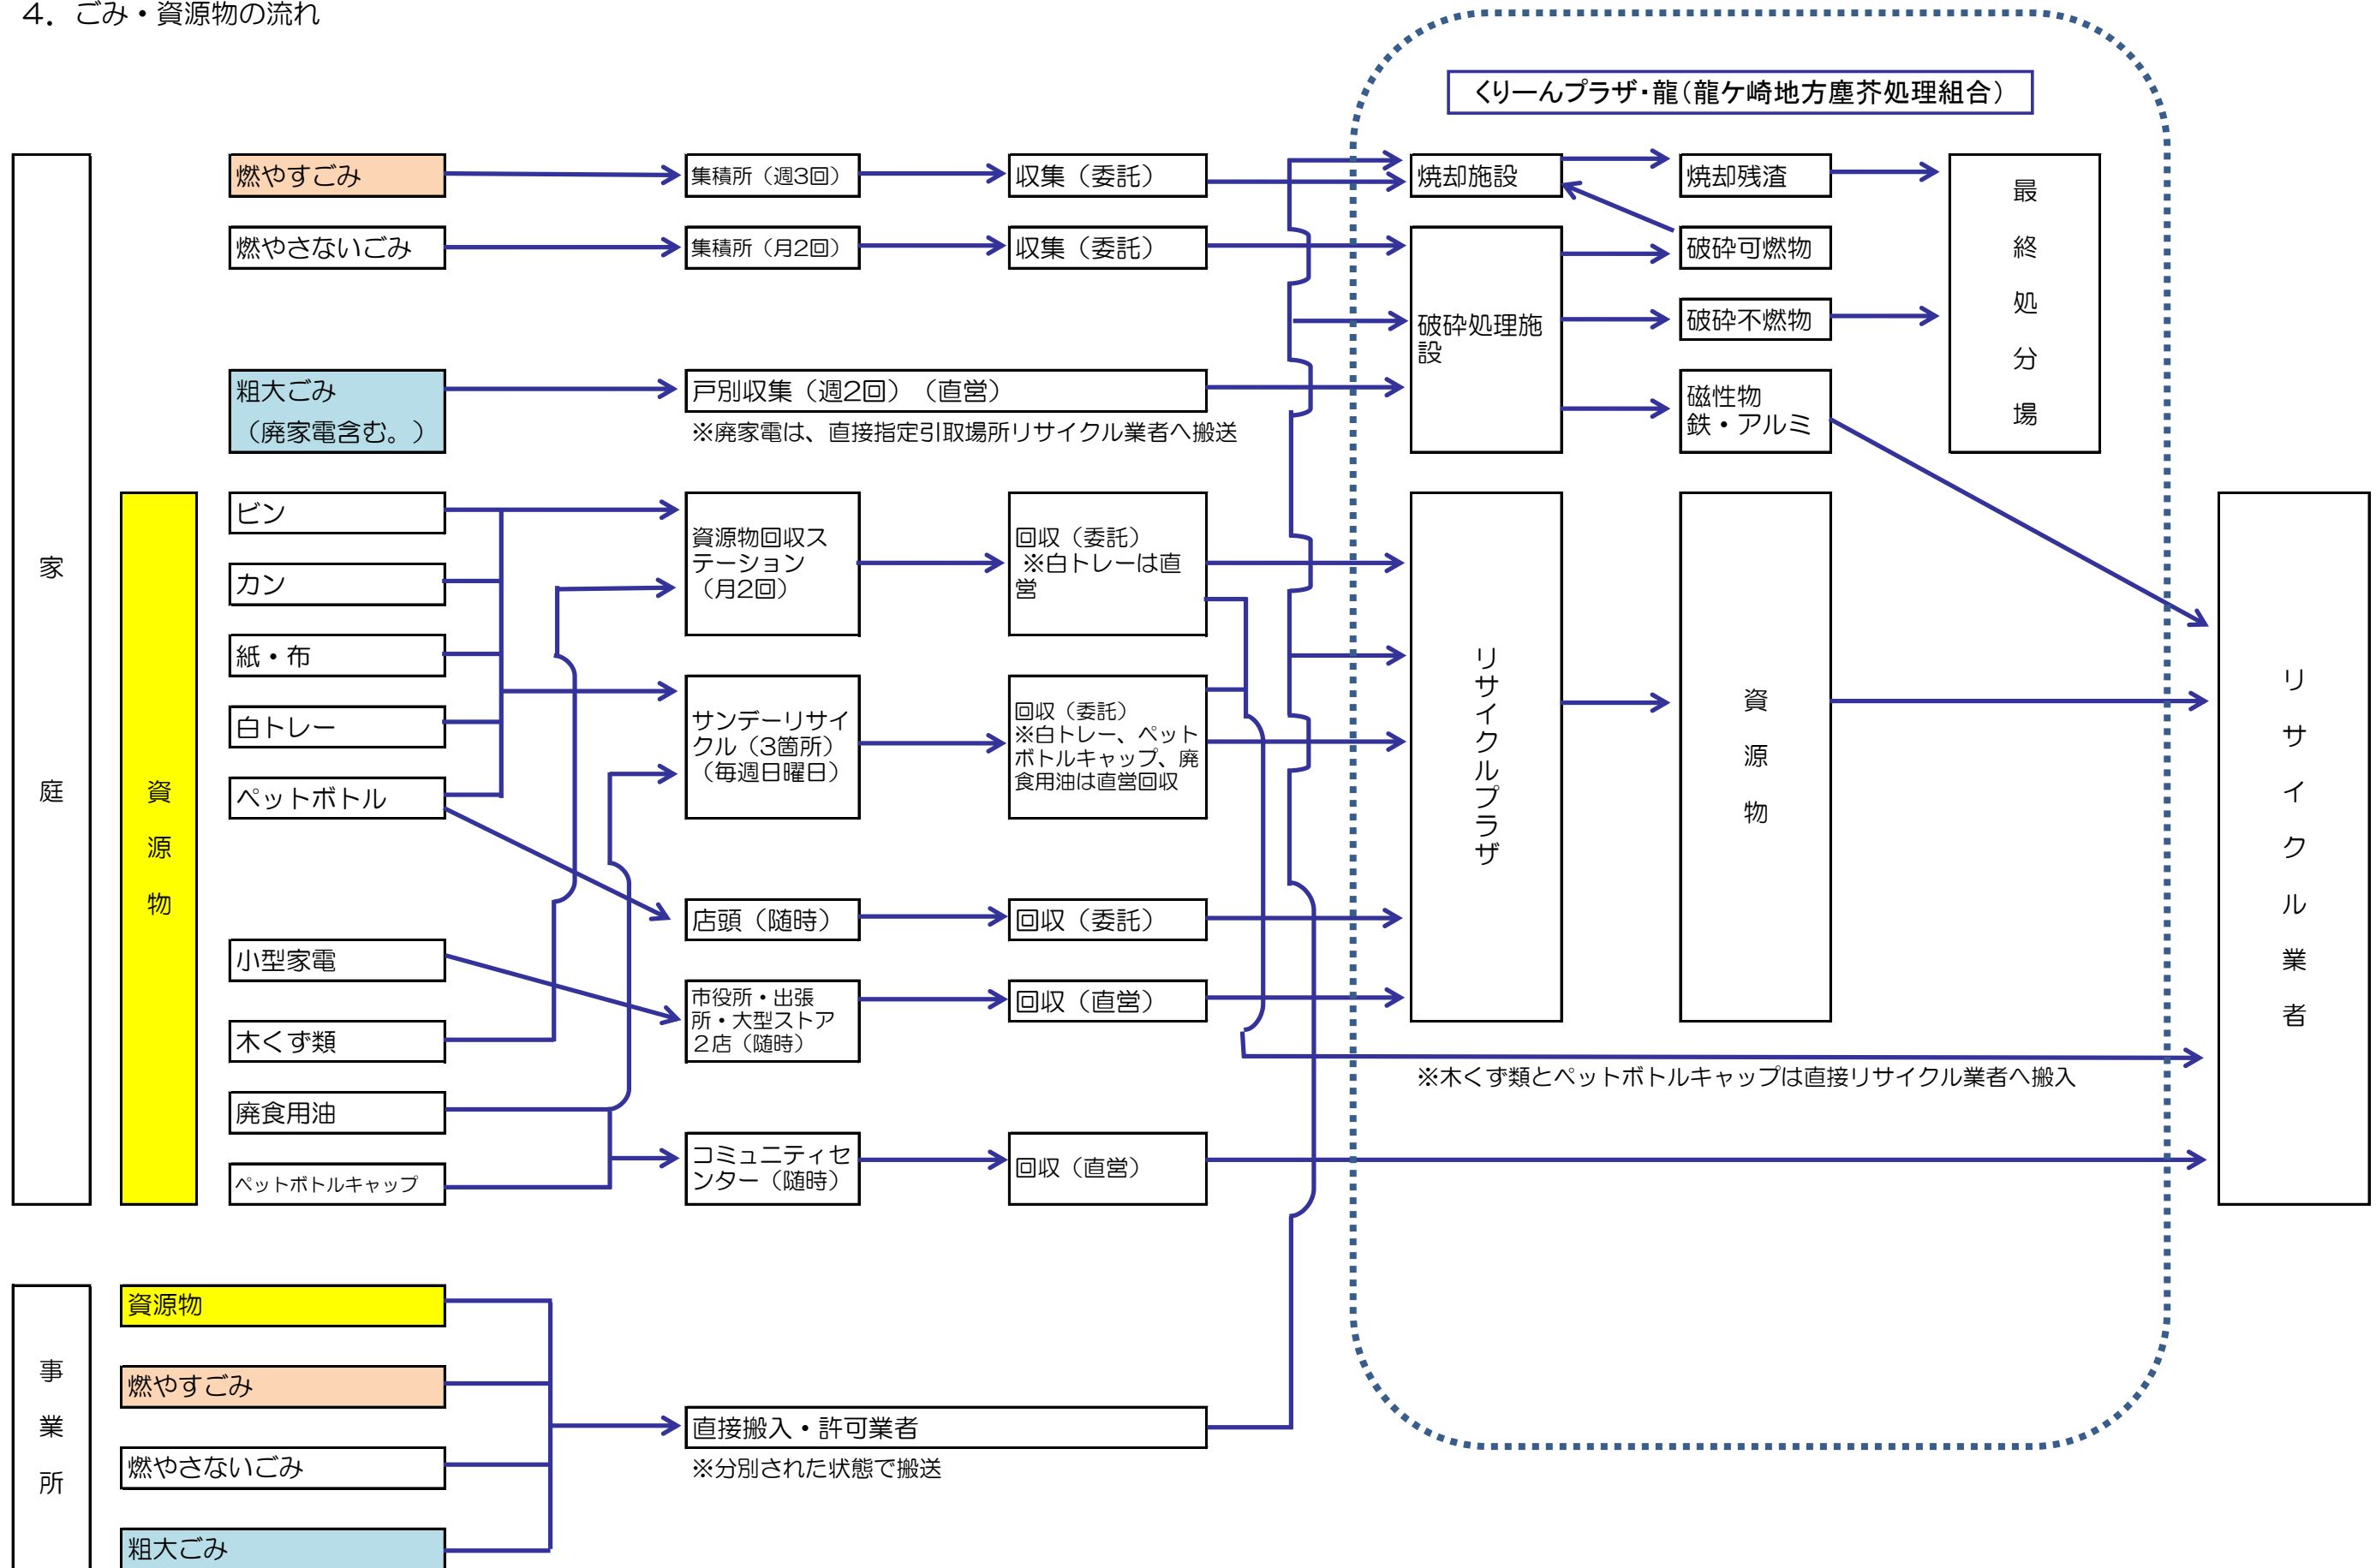 ４．ごみ・資源物の流れ
くりーんプラザ・龍（龍ケ崎地方塵芥処理組合）
家庭
燃やすごみ
集積所（週3回）
収集（委託）
焼却施設
焼却残渣
最終処分場
燃やさないごみ
集積所（月2回）
収集（委託）
破砕処理施
設
破砕可燃物
破砕不燃物
粗大ごみ
（廃家電含む。）
戸別収集（週2回）（直営）
※廃家電は、直接指定引取場所リサイクル業者へ搬送
磁性物
鉄・アルミ
資源物
ビン
カン
紙・布
白トレー
ペットボトル
小型家電
木くず類
廃食用油
ペットボトルキャップ
資源物回収ス
テーション
（月2回）
回収（委託）
※白トレーは直
営
サンデーリサイ
クル（3箇所）
（毎週日曜日）
回収（委託）
※白トレー、ペット
ボトルキャップ、廃
食用油は直営回収
店頭（随時）
回収（委託）
市役所・出張
所・大型ストア
２店（随時）
回収（直営）
コミュニティセ
ンター（随時）
回収（直営）
リサイクルプラザ
資源物
リサイクル業者
※木くず類とペットボトルキャップは直接リサイクル業者へ搬入
事業所
資源物
燃やすごみ
燃やさないごみ
粗大ごみ
直接搬入・許可業者
※分別された状態で搬送